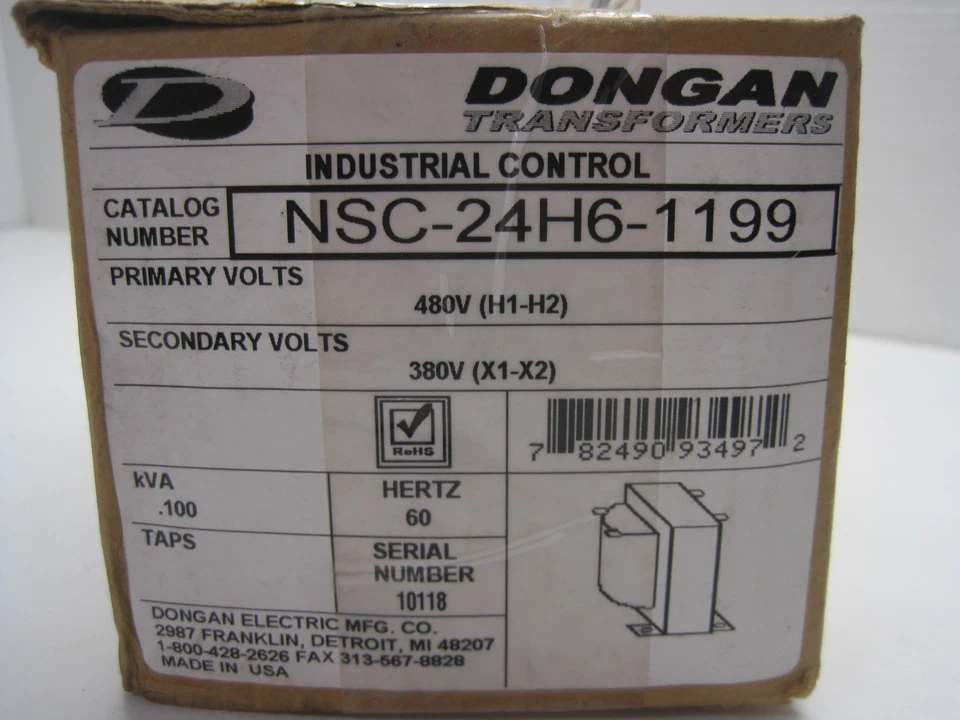 D
DONGAN
TRANSFORMERS
INDUSTRIAL CONTROL
CATALOG NUMBER
NSC-24H6-1199
PRIMARY VOLTS
480V (H1-H2)
SECONDARY VOLTS
380V (X1-X2)
RoHS
7 82490 93497 2
kVA
.100
HERTZ
60
TAPS
SERIAL
NUMBER
10118
DONGAN ELECTRIC MFG. CO.
2987 FRANKLIN, DETROIT, MI 48207
1-800-428-2626 FAX 313-567-8828
MADE IN USA